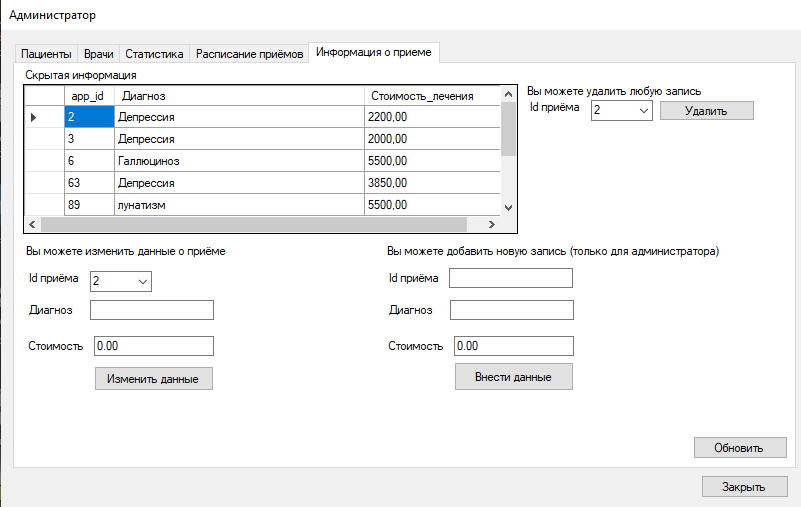 Администратор
Пациенты Врачи Статистика Расписание приёмов Информация о приеме
Скрытая информация
app_id Диагноз Стоимость_лечения
2 Депрессия 2200,00
3 Депрессия 2000,00
6 Галлюциноз 5500,00
63 Депрессия 3850,00
89 лунатизм 5500,00
Вы можете удалить любую запись
Id приёма 2 Удалить
Вы можете изменить данные о приёме
Id приёма 2
Диагноз
Стоимость 0.00
Изменить данные
Вы можете добавить новую запись (только для администратора)
Id приёма
Диагноз
Стоимость 0.00
Внести данные
Обновить
Закрыть